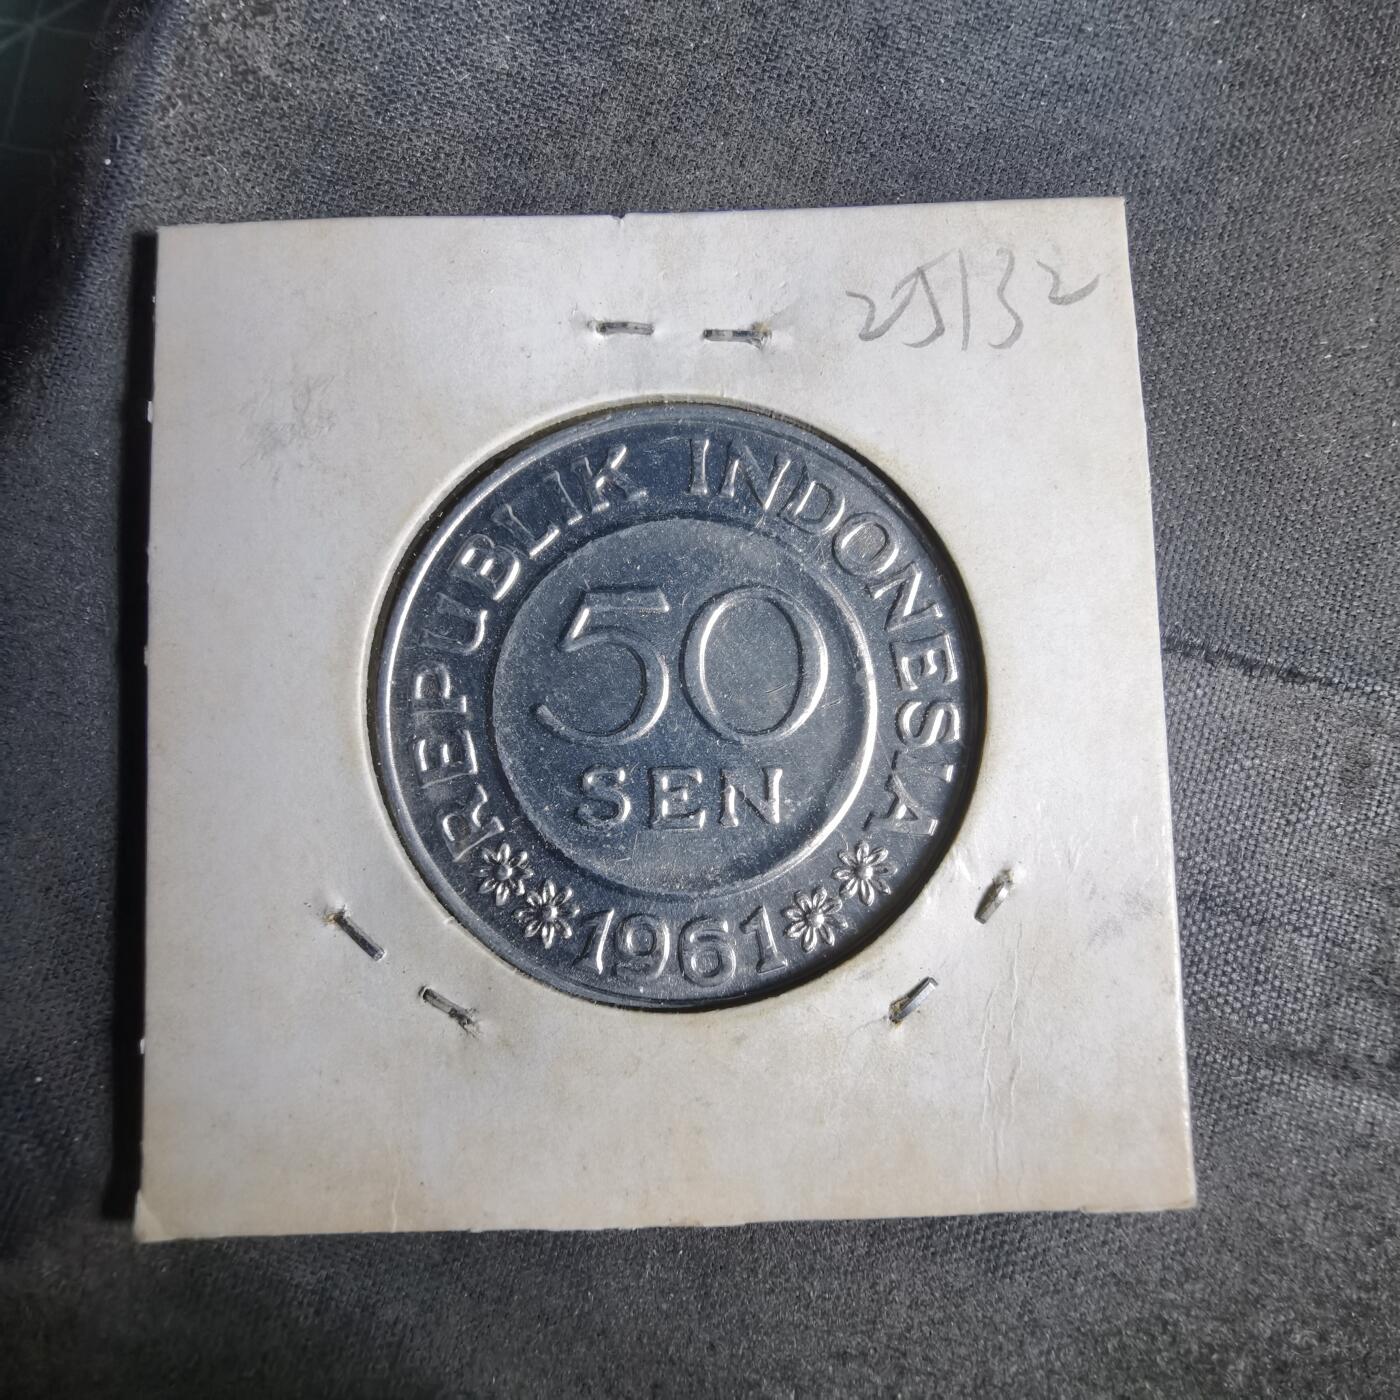 25132
REPUBLIK INDONESIA
50
SEN
1961